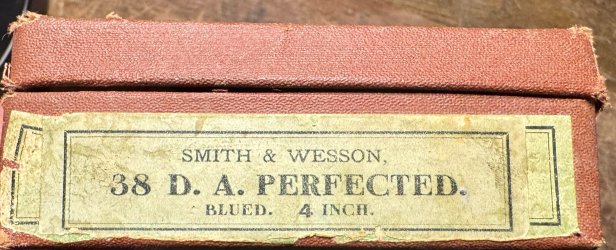 SMITH & WESSON,
38 D. A. PERFECTED.
BLUED. 4 INCH.